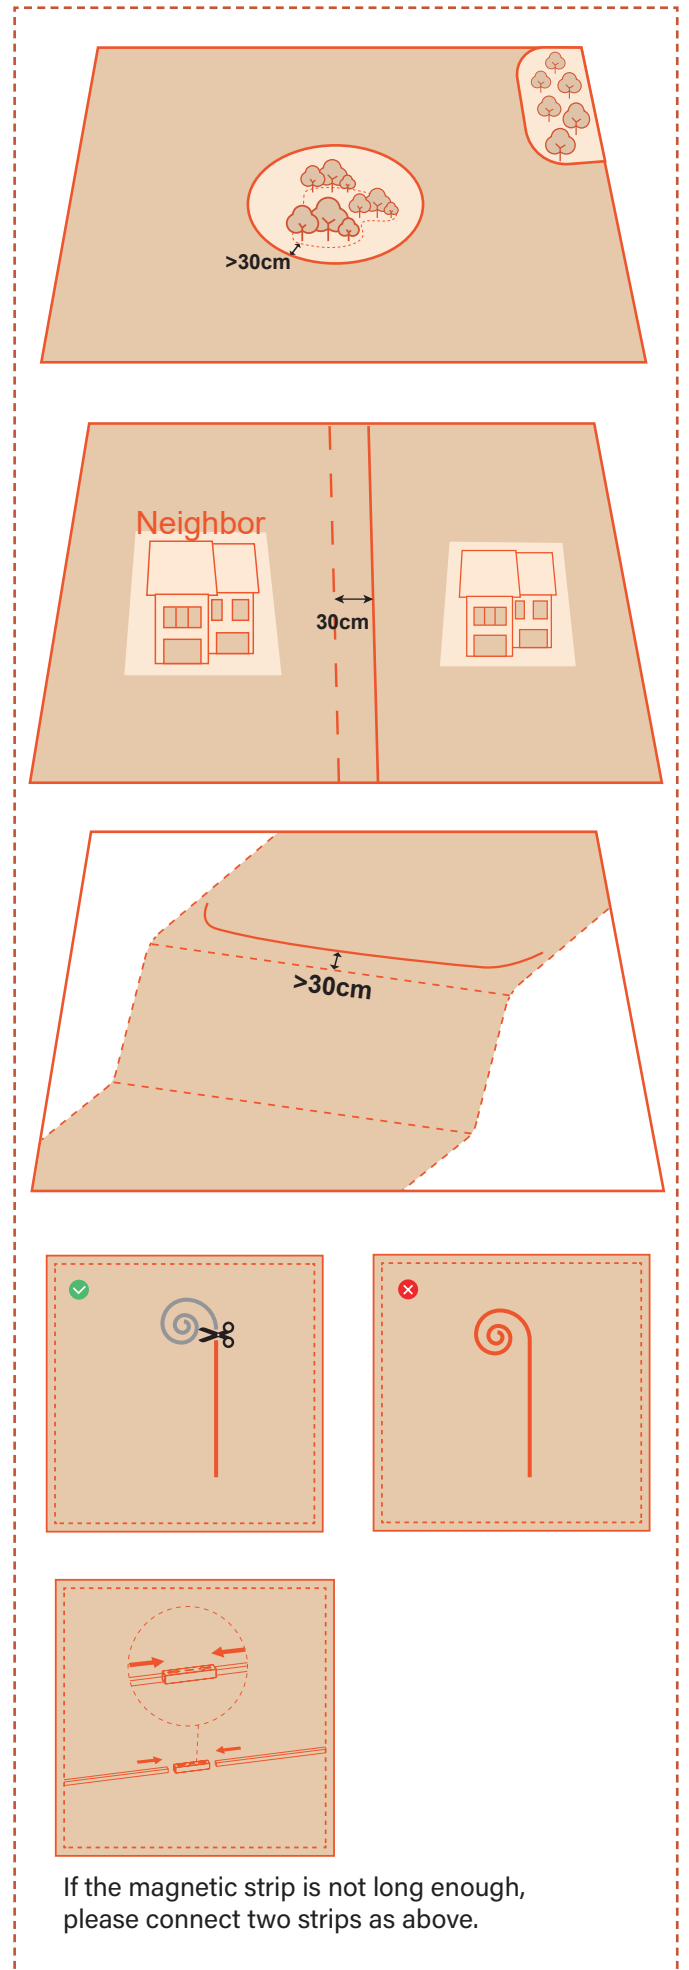 >30cm
Neighbor
30cm
>30cm
If the magnetic strip is not long enough,
please connect two strips as above.